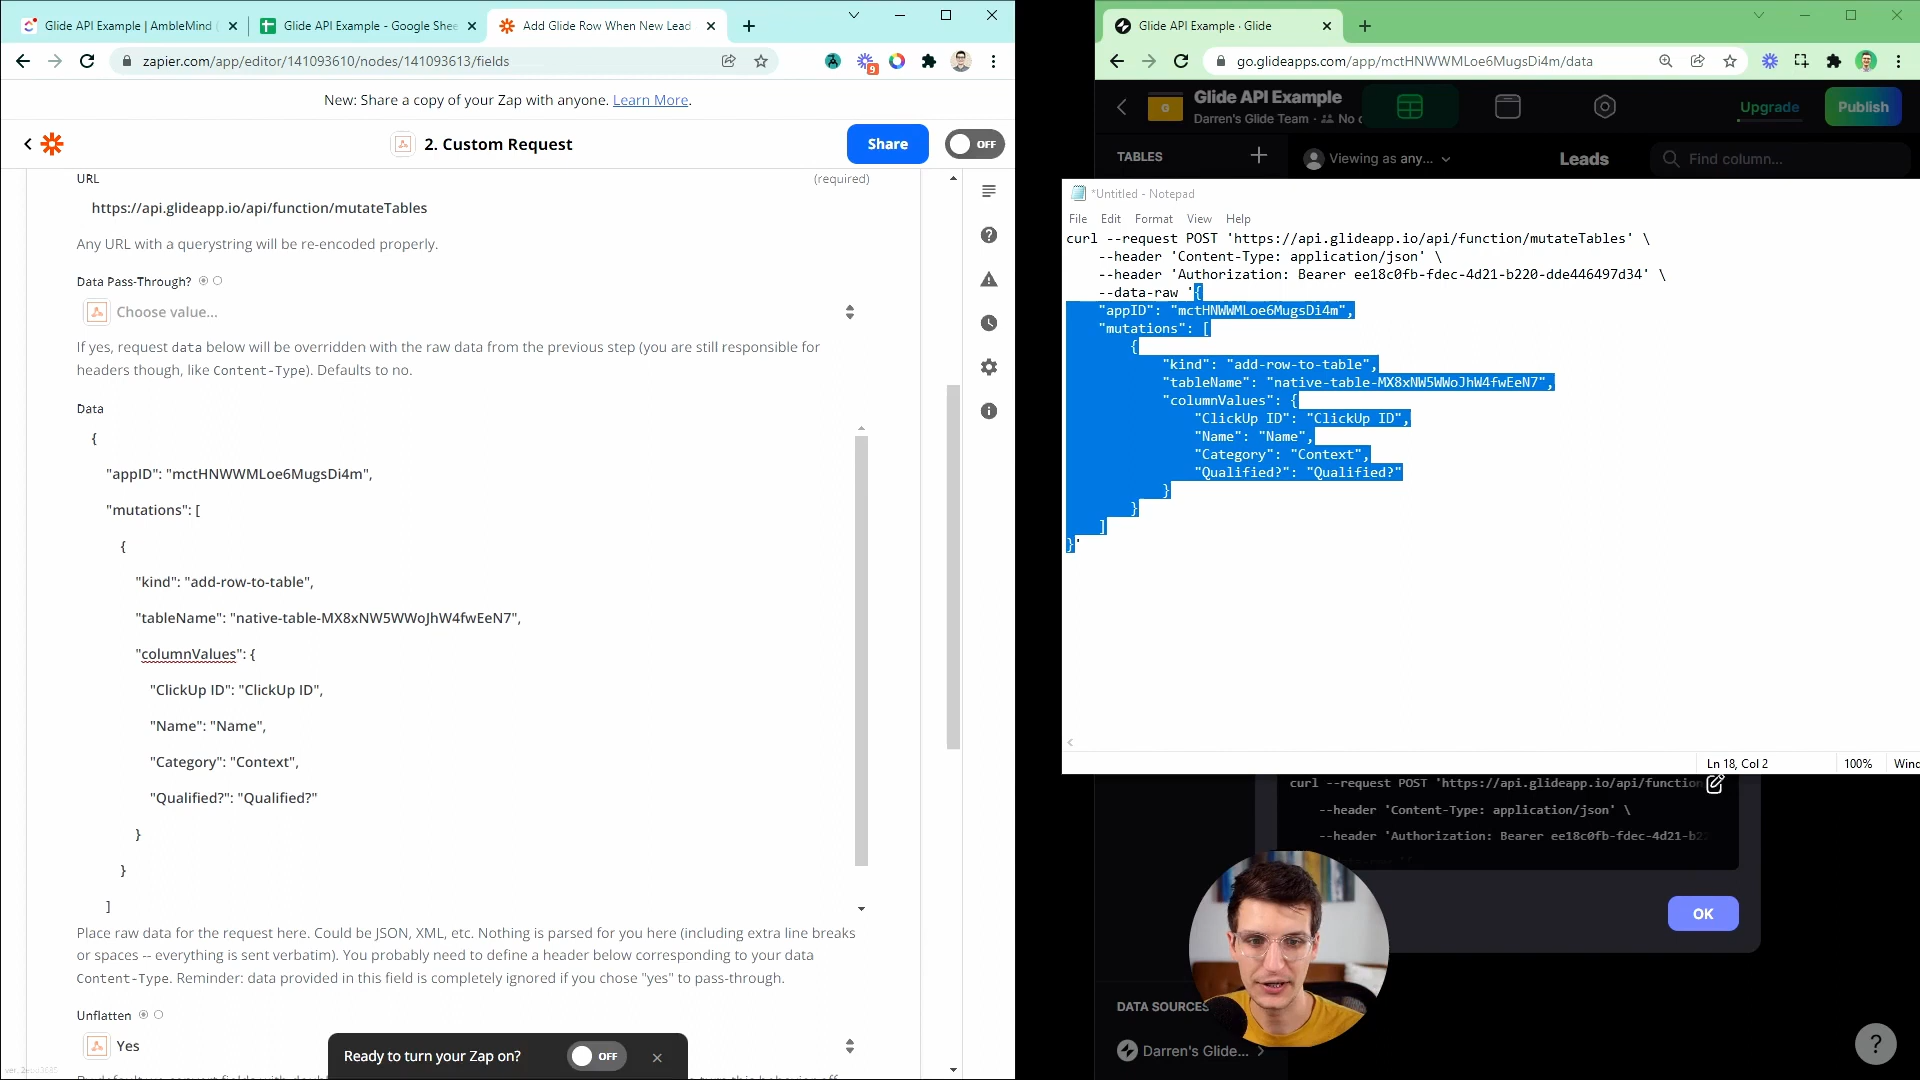 Glide API Example | AmbleMind (
Glide API Example - Google Shee
Add Glide Row When New Lead
zapier.com/app/editor/141093610/nodes/141093613/fields
9
New: Share a copy of your Zap with anyone. Learn More.
2. Custom Request
Share
OFF
URL
(required)
https://api.glideapp.io/api/function/mutateTables
Any URL with a querystring will be re-encoded properly.
Data Pass-Through?
Choose value...
If yes, request data below will be overridden with the raw data from the previous step (you are still responsible for
headers though, like Content-Type). Defaults to no.
Data
{
"appID": "mctHNWWMLoe6MugsDi4m",
"mutations": [
{
"kind": "add-row-to-table",
"tableName": "native-table-MX8xNW5WWoJhW4fwEeN7",
"columnValues": {
"ClickUp ID": "ClickUp ID",
"Name": "Name",
"Category": "Context",
"Qualified?": "Qualified?"
}
}
]
Place raw data for the request here. Could be JSON, XML, etc. Nothing is parsed for you here (including extra line breaks
or spaces -- everything is sent verbatim). You probably need to define a header below corresponding to your data
Content-Type. Reminder: data provided in this field is completely ignored if you chose "yes" to pass-through.
Unflatten
Yes
Ready to turn your Zap on?
OFF
Glide API Example · Glide
go.glideapps.com/app/mctHNWWMLoe6MugsDi4m/data
G
Glide API Example
Darren's Glide Team ·
No c
Upgrade
Publish
TABLES
Viewing as any...
Leads
Find column...
*Untitled - Notepad
File Edit Format View Help
curl --request POST 'https://api.glideapp.io/api/function/mutateTables' \
--header 'Content-Type: application/json' \
--header 'Authorization: Bearer ee18c0fb-fdec-4d21-b220-dde446497d34' \
--data-raw '{
"appID": "mctHNWWMLoe6MugsDi4m",
"mutations": [
{
"kind": "add-row-to-table",
"tableName": "native-table-MX8xNW5WWoJhW4fwEeN7",
"columnValues": {
"ClickUp ID": "ClickUp ID",
"Name": "Name",
"Category": "Context",
"Qualified?": "Qualified?"
}
}
]
}'
Ln 18, Col 2
100%
Wind
curl --request POST 'https://api.glideapp.io/api/function
--header 'Content-Type: application/json' \
--header 'Authorization: Bearer ee18c0fb-fdec-4d21-b22
OK
DATA SOURCES
Darren's Glide...
?